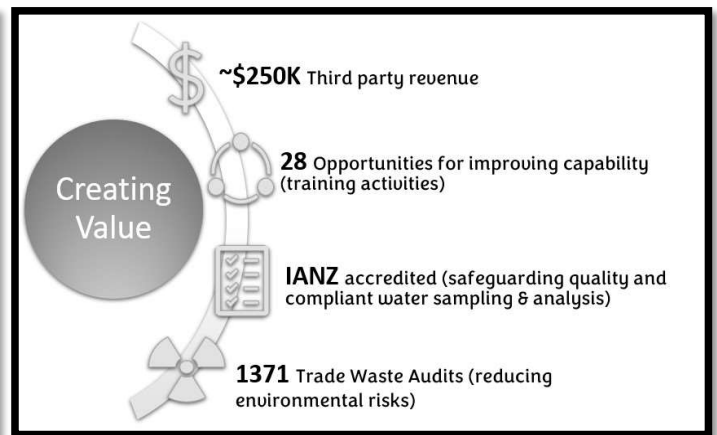 Creating
Value
~$250K Third party revenue
28 Opportunities for improving capability
(training activities)
IANZ accredited (safeguarding quality and
compliant water sampling & analysis)
1371 Trade Waste Audits (reducing
environmental risks)